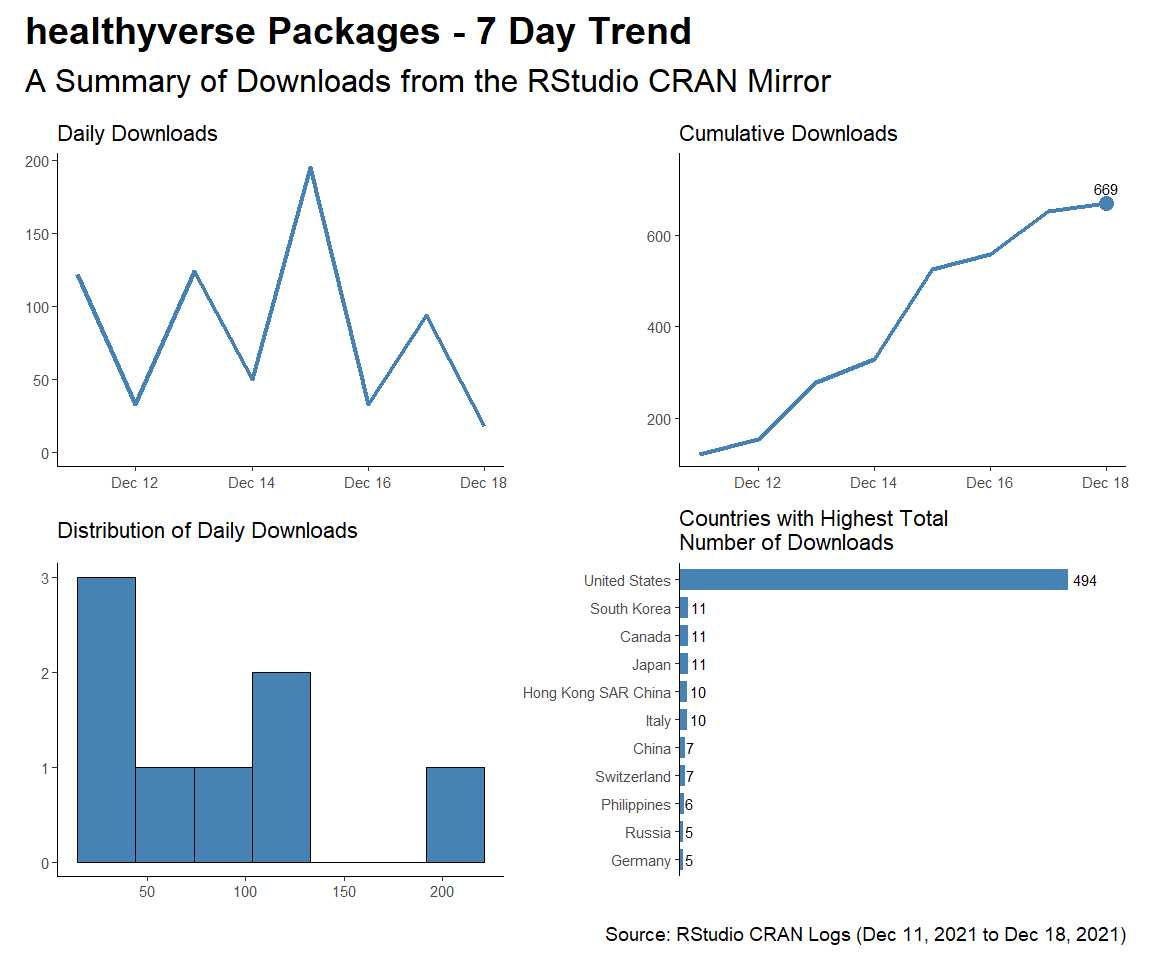 healthyverse Packages - 7 Day Trend
A Summary of Downloads from the RStudio CRAN Mirror
Daily Downloads
200
150
100
50
0
Dec 12 Dec 14 Dec 16 Dec 18
Cumulative Downloads
669
600
400
200
Dec 12 Dec 14 Dec 16 Dec 18
Distribution of Daily Downloads
3
2
1
0
50 100 150 200
Countries with Highest Total
Number of Downloads
United States 494
South Korea 11
Canada 11
Japan 11
Hong Kong SAR China 10
Italy 10
China 7
Switzerland 7
Philippines 6
Russia 5
Germany 5
Source: RStudio CRAN Logs (Dec 11, 2021 to Dec 18, 2021)